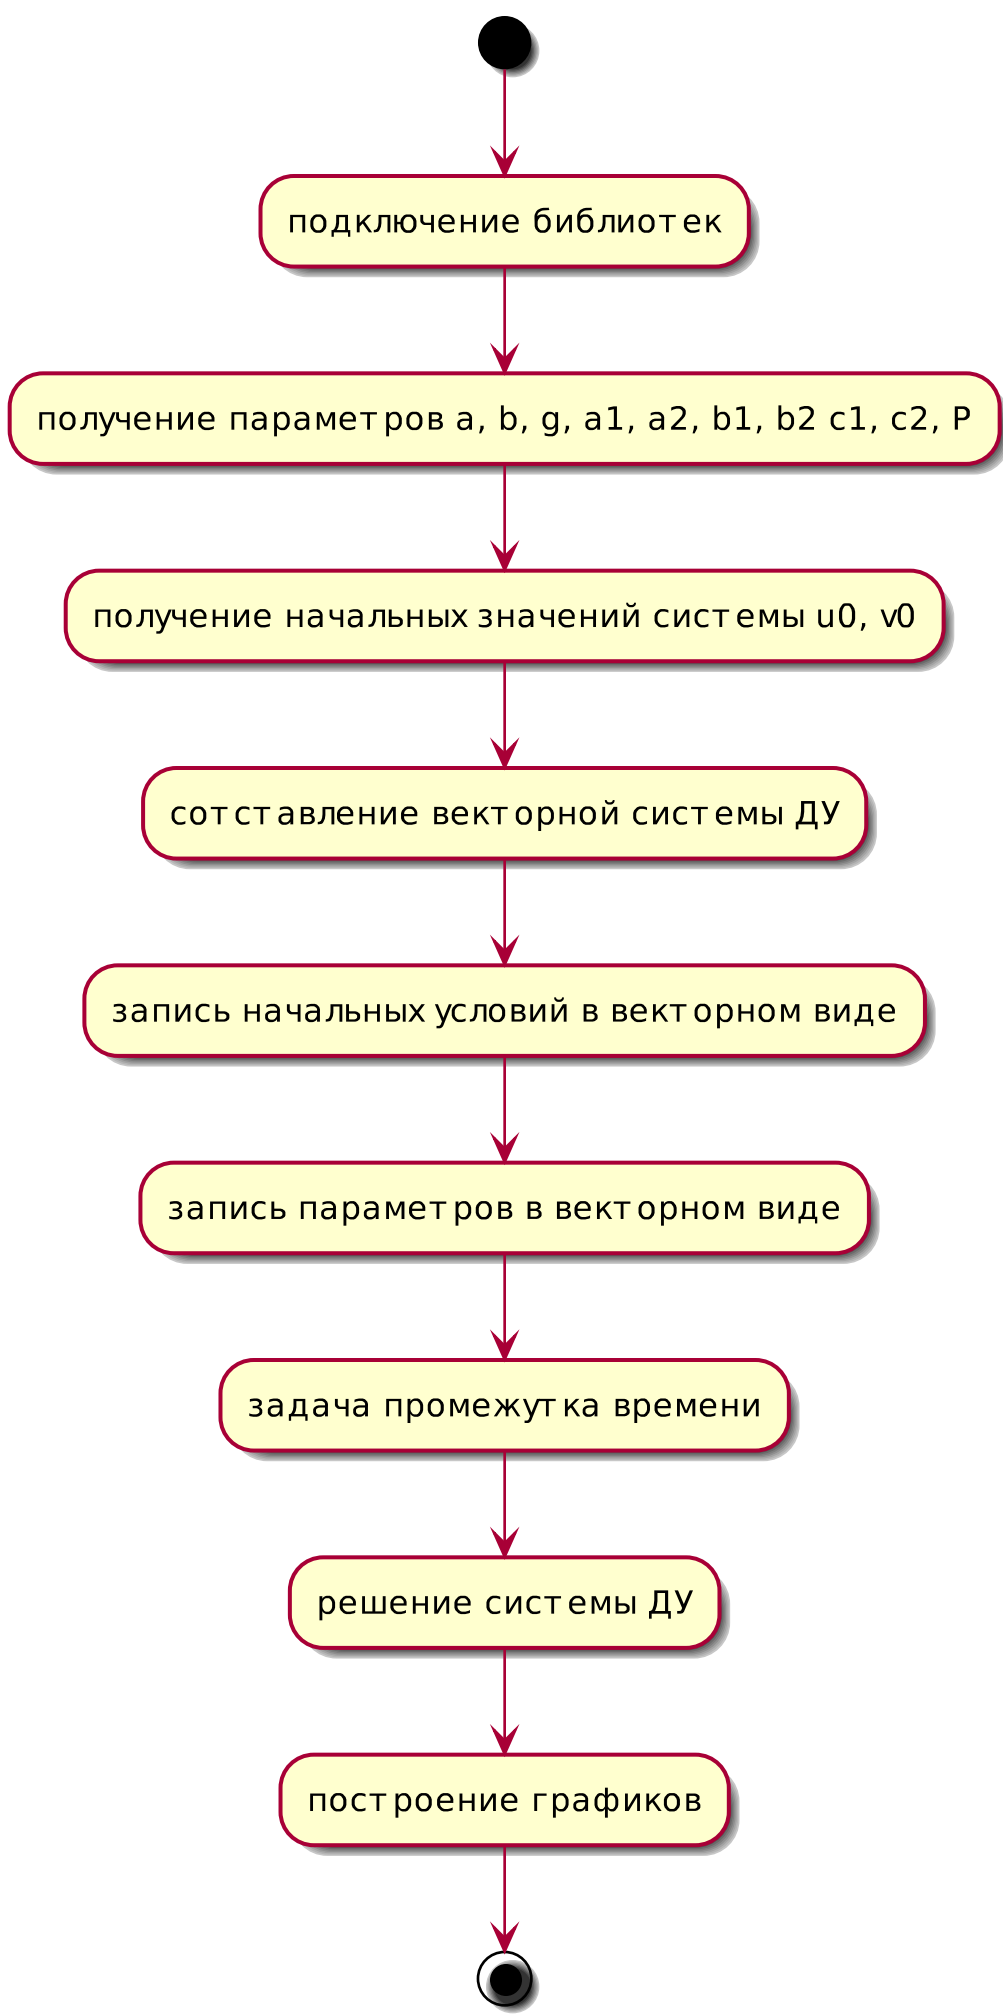 подключение библиотек
получение параметров a, b, g, a1, a2, b1, b2 c1, c2, P
получение начальных значений системы u0, v0
сотставление векторной системы ДУ
запись начальных условий в векторном виде
запись параметров в векторном виде
задача промежутка времени
решение системы ДУ
построение графиков